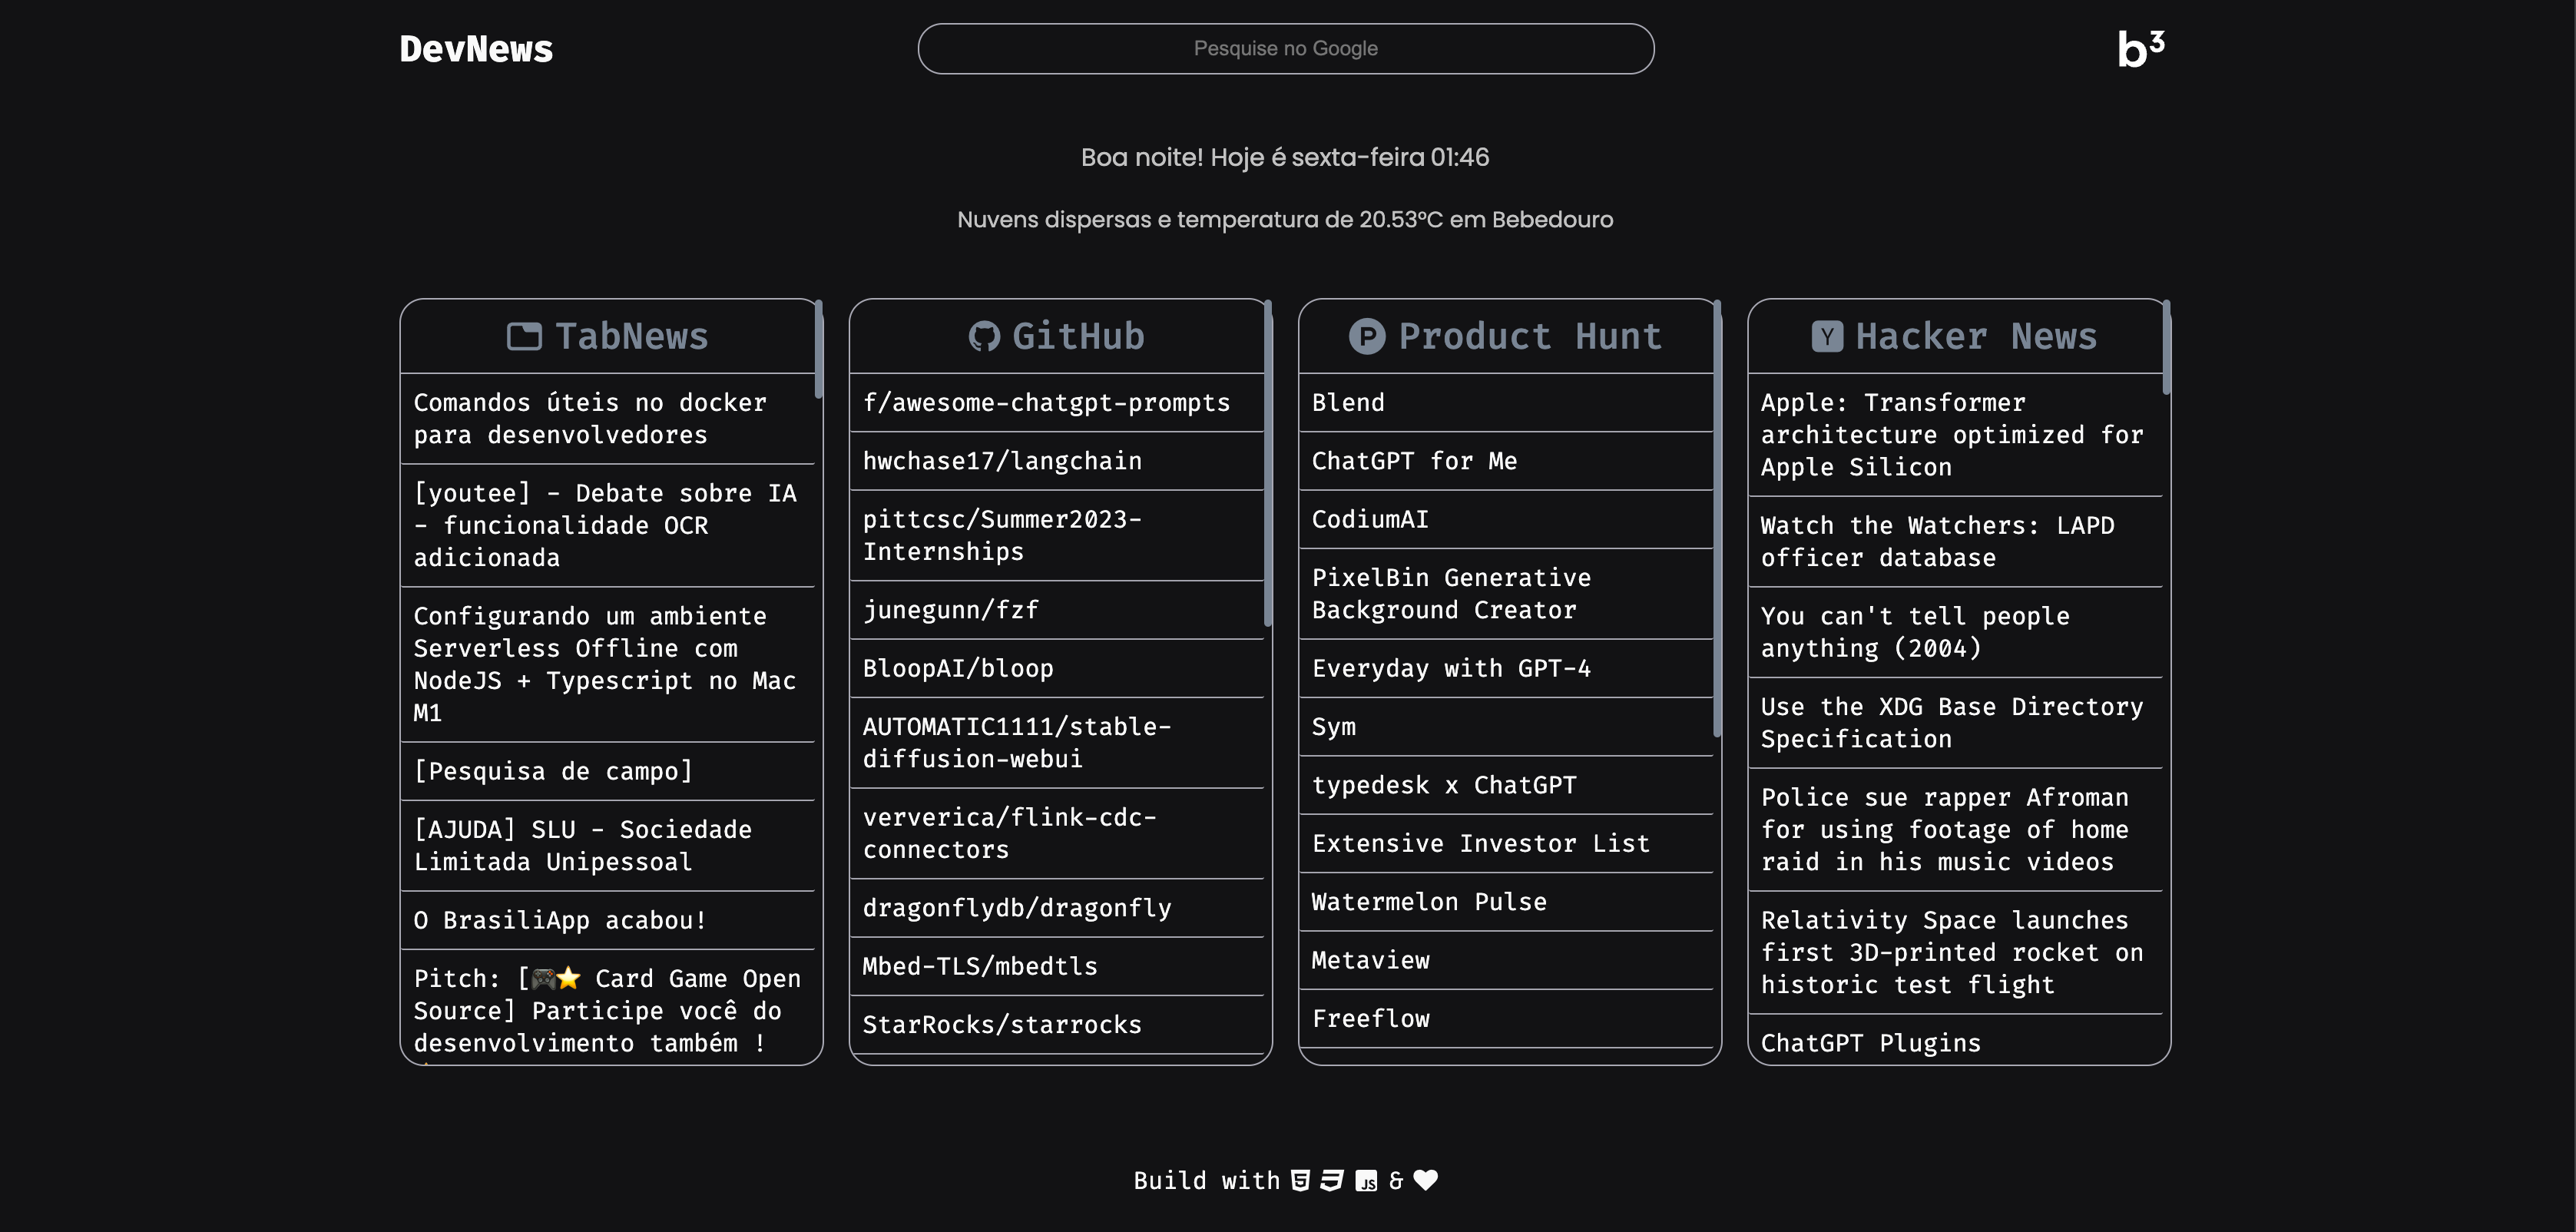 DevNews
Pesquise no Google
b³
Boa noite! Hoje é sexta-feira 01:46
Nuvens dispersas e temperatura de 20.53ºC em Bebedouro
TabNews
Comandos úteis no docker
para desenvolvedores
[youtee] - Debate sobre IA
- funcionalidade OCR
adicionada
Configurando um ambiente
Serverless Offline com
NodeJS + Typescript no Mac
M1
[Pesquisa de campo]
[AJUDA] SLU - Sociedade
Limitada Unipessoal
O BrasiliApp acabou!
Pitch: [🎮⭐ Card Game Open
Source] Participe você do
desenvolvimento também !
GitHub
f/awesome-chatgpt-prompts
hwchase17/langchain
pittcsc/Summer2023-
Internships
junegunn/fzf
BloopAI/bloop
AUTOMATIC1111/stable-
diffusion-webui
ververica/flink-cdc-
connectors
dragonflydb/dragonfly
Mbed-TLS/mbedtls
StarRocks/starrocks
P Product Hunt
Blend
ChatGPT for Me
CodiumAI
PixelBin Generative
Background Creator
Everyday with GPT-4
Sym
typedesk x ChatGPT
Extensive Investor List
Watermelon Pulse
Metaview
Freeflow
Y Hacker News
Apple: Transformer
architecture optimized for
Apple Silicon
Watch the Watchers: LAPD
officer database
You can't tell people
anything (2004)
Use the XDG Base Directory
Specification
Police sue rapper Afroman
for using footage of home
raid in his music videos
Relativity Space launches
first 3D-printed rocket on
historic test flight
ChatGPT Plugins
Build with 5 3 JS &